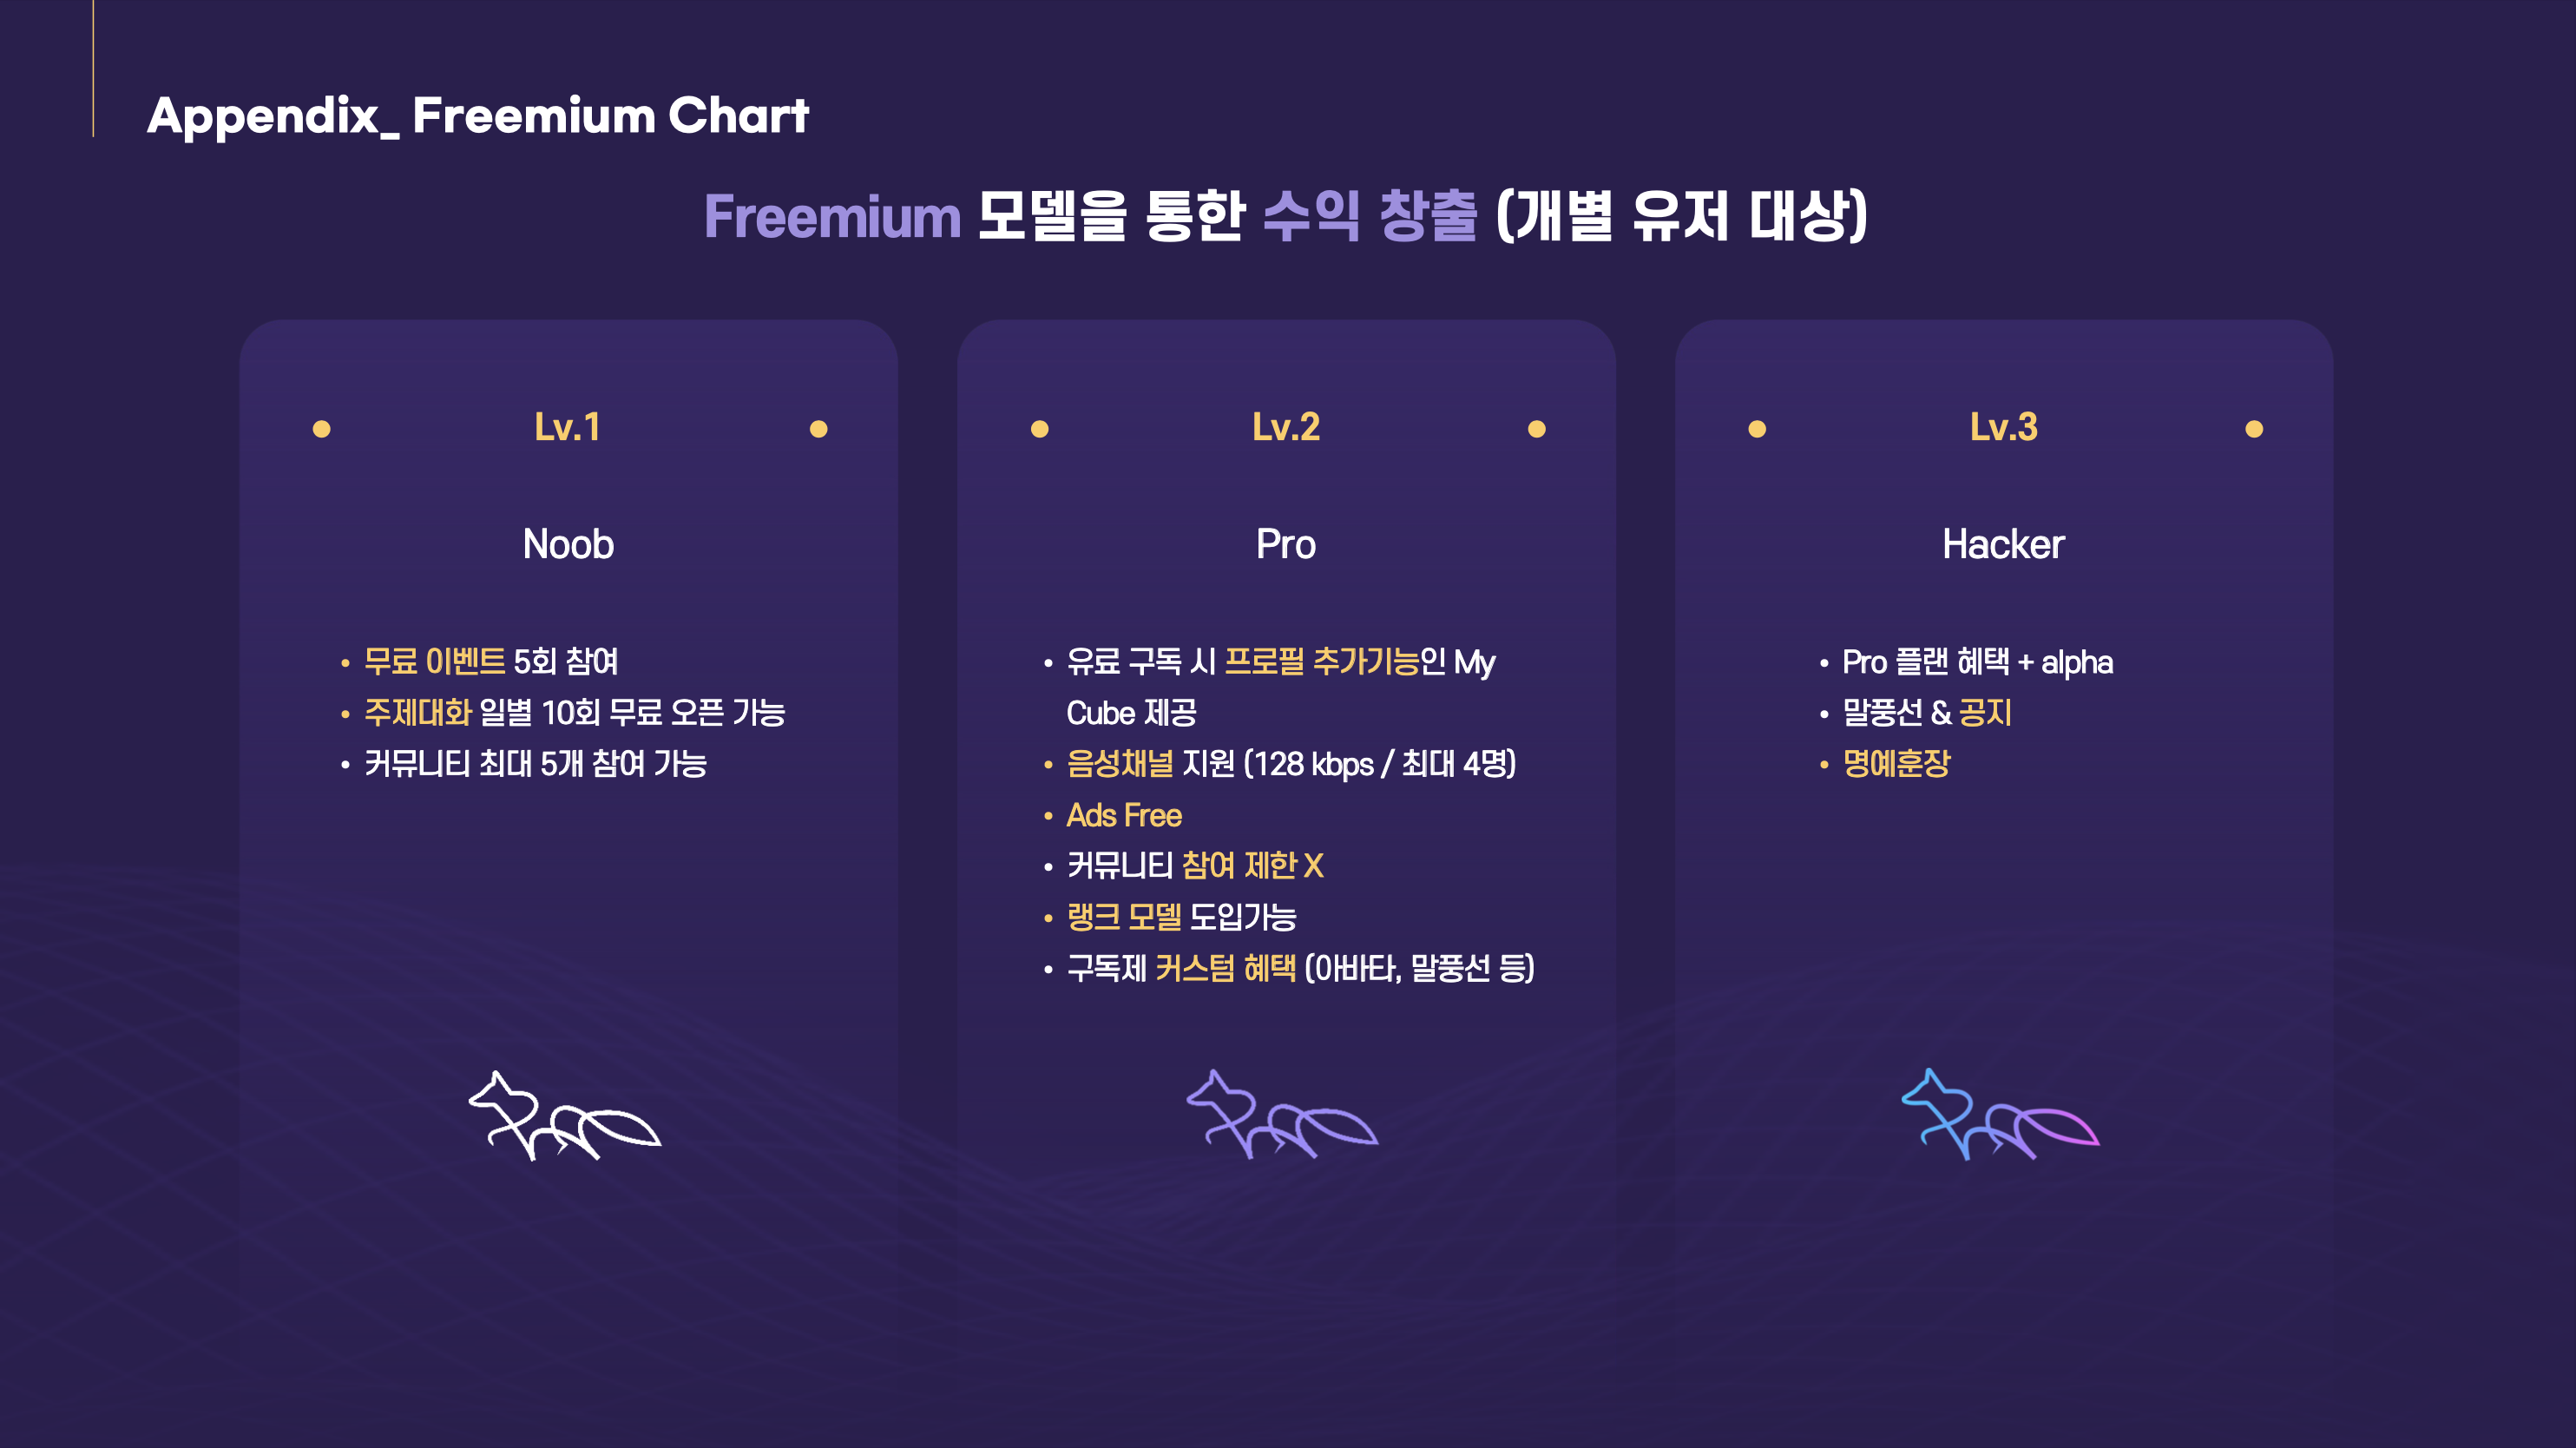 Appendix_ Freemium Chart
Freemium 모델을 통한 수익 창출 (개별 유저 대상)
Lv.1
Noob
• 무료 이벤트 5회 참여
• 주제대화 일별 10회 무료 오픈 가능
• 커뮤니티 최대 5개 참여 가능
Lv.2
Pro
• 유료 구독 시 프로필 추가기능인 My
Cube 제공
• 음성채널 지원 (128 kbps / 최대 4명)
• Ads Free
• 커뮤니티 참여 제한 X
• 랭크 모델 도입가능
• 구독제 커스텀 혜택 (아바타, 말풍선 등)
Lv.3
Hacker
• Pro 플랜 혜택 + alpha
• 말풍선 & 공지
• 명예훈장